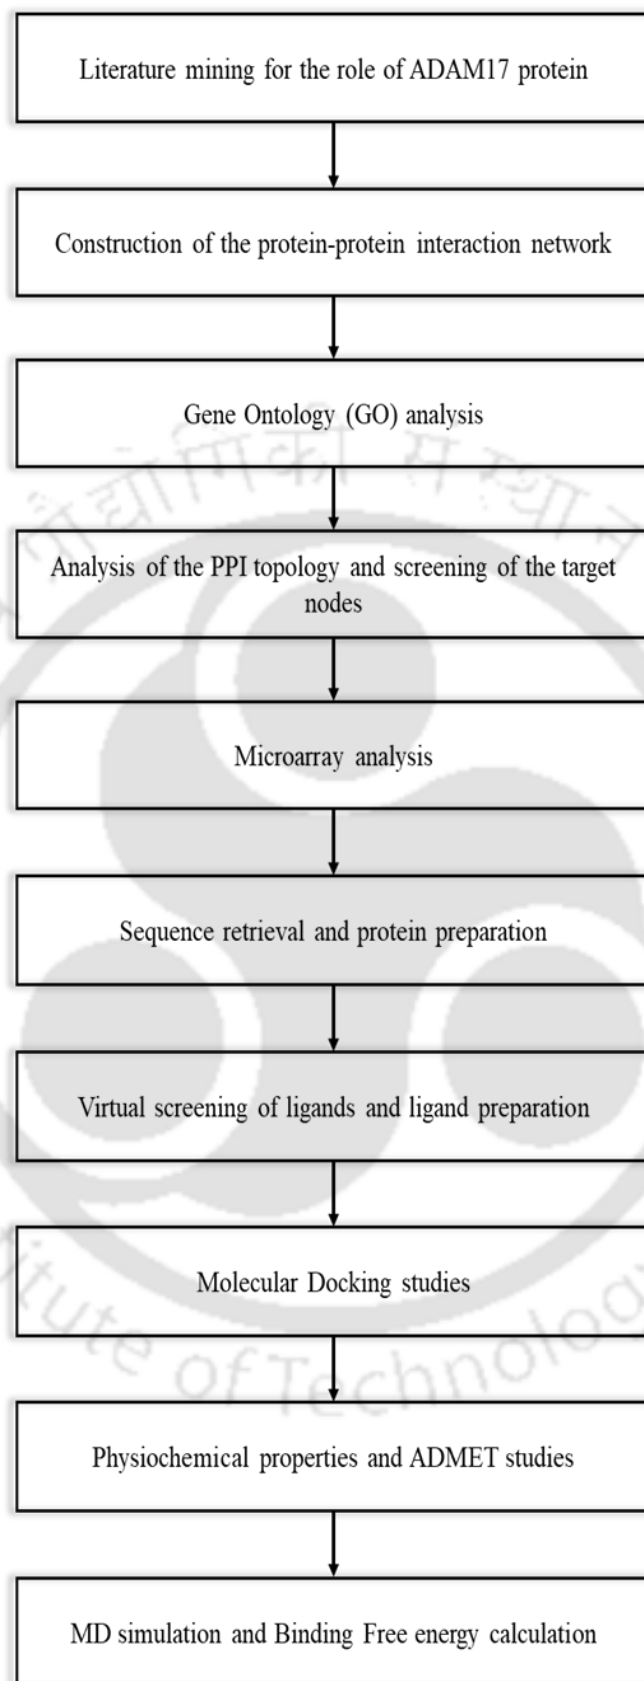 Literature mining for the role of ADAM17 protein
Construction of the protein-protein interaction network
Gene Ontology (GO) analysis
Analysis of the PPI topology and screening of the target
nodes
Microarray analysis
Sequence retrieval and protein preparation
Virtual screening of ligands and ligand preparation
Molecular Docking studies
Physiochemical properties and ADMET studies
MD simulation and Binding Free energy calculation
of Technology